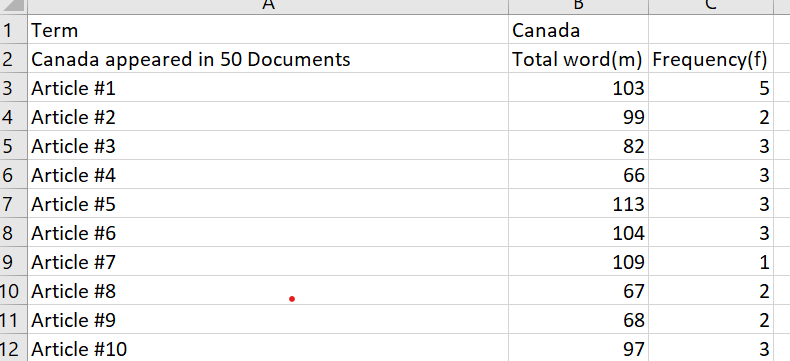 A B C
1 Term Canada
2 Canada appeared in 50 Documents Total word(m) Frequency(f)
3 Article #1 103 5
4 Article #2 99 2
5 Article #3 82 3
6 Article #4 66 3
7 Article #5 113 3
8 Article #6 104 3
9 Article #7 109 1
10 Article #8 67 2
11 Article #9 68 2
12 Article #10 97 3